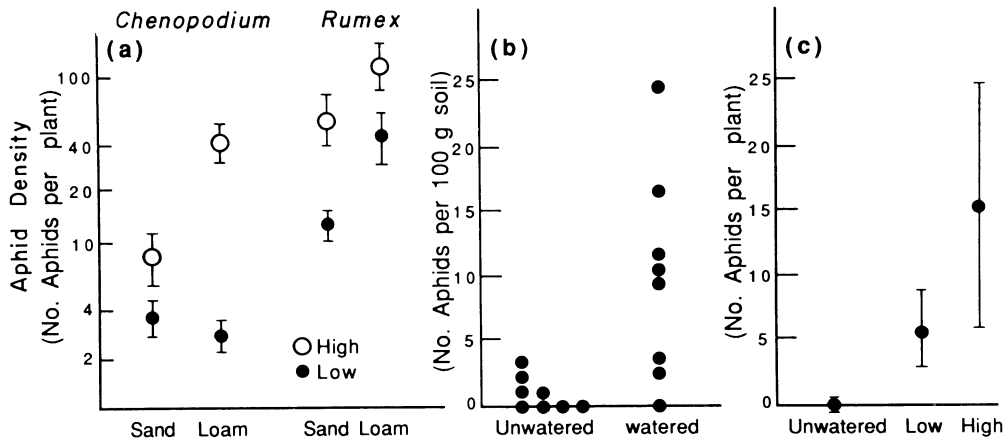 Chenopodium Rumex
(a)
Aphid Density
(No. Aphids per plant)
100
40
20
10
4
2
High
Low
Sand Loam Sand Loam
(b)
(No. Aphids per 100 g soil)
25
20
15
10
5
0
Unwatered watered
(c)
(No. Aphids per plant)
25
20
15
10
5
0
Unwatered Low High